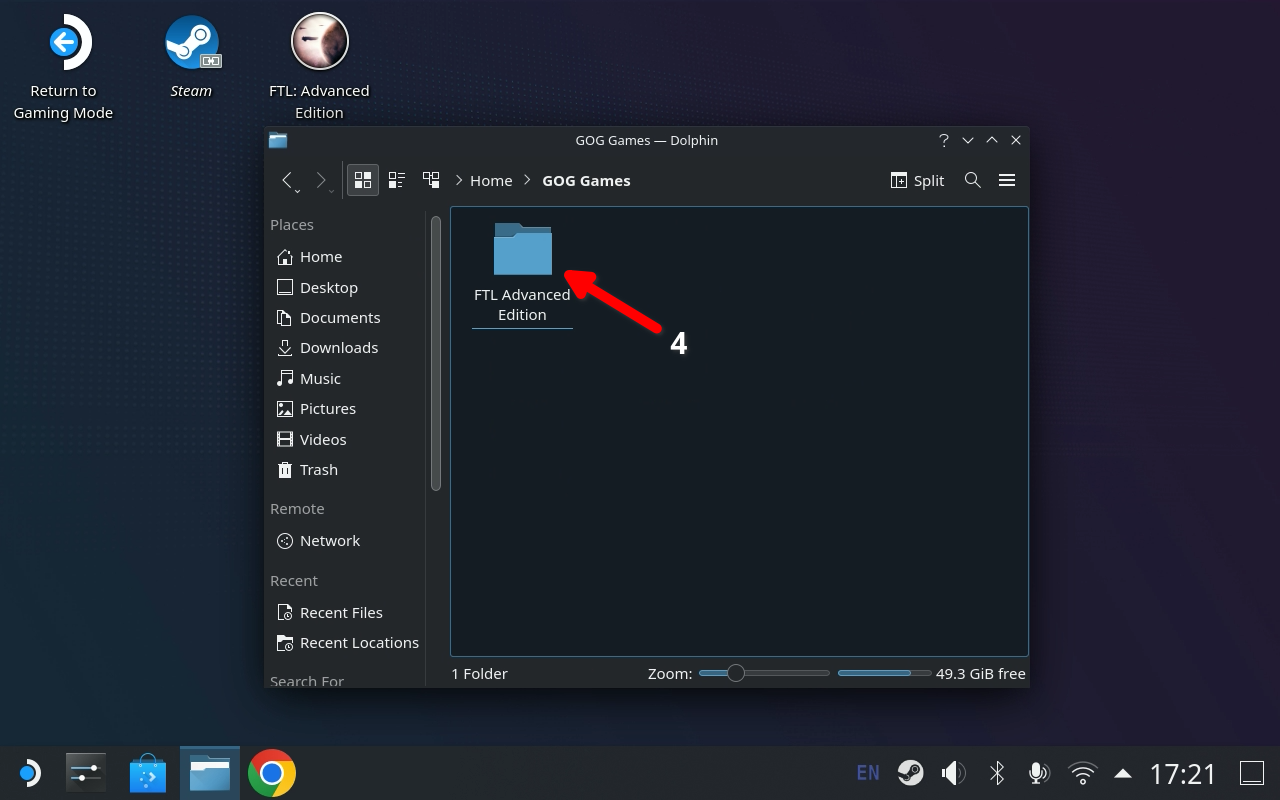 Return to
Gaming Mode
Steam
FTL: Advanced
Edition
GOG Games — Dolphin
Home
GOG Games
Split
Places
Home
Desktop
Documents
Downloads
Music
Pictures
Videos
Trash
Remote
Network
Recent
Recent Files
Recent Locations
Search For
FTL Advanced
Edition
4
1 Folder
Zoom:
49.3 GiB free
EN
17:21